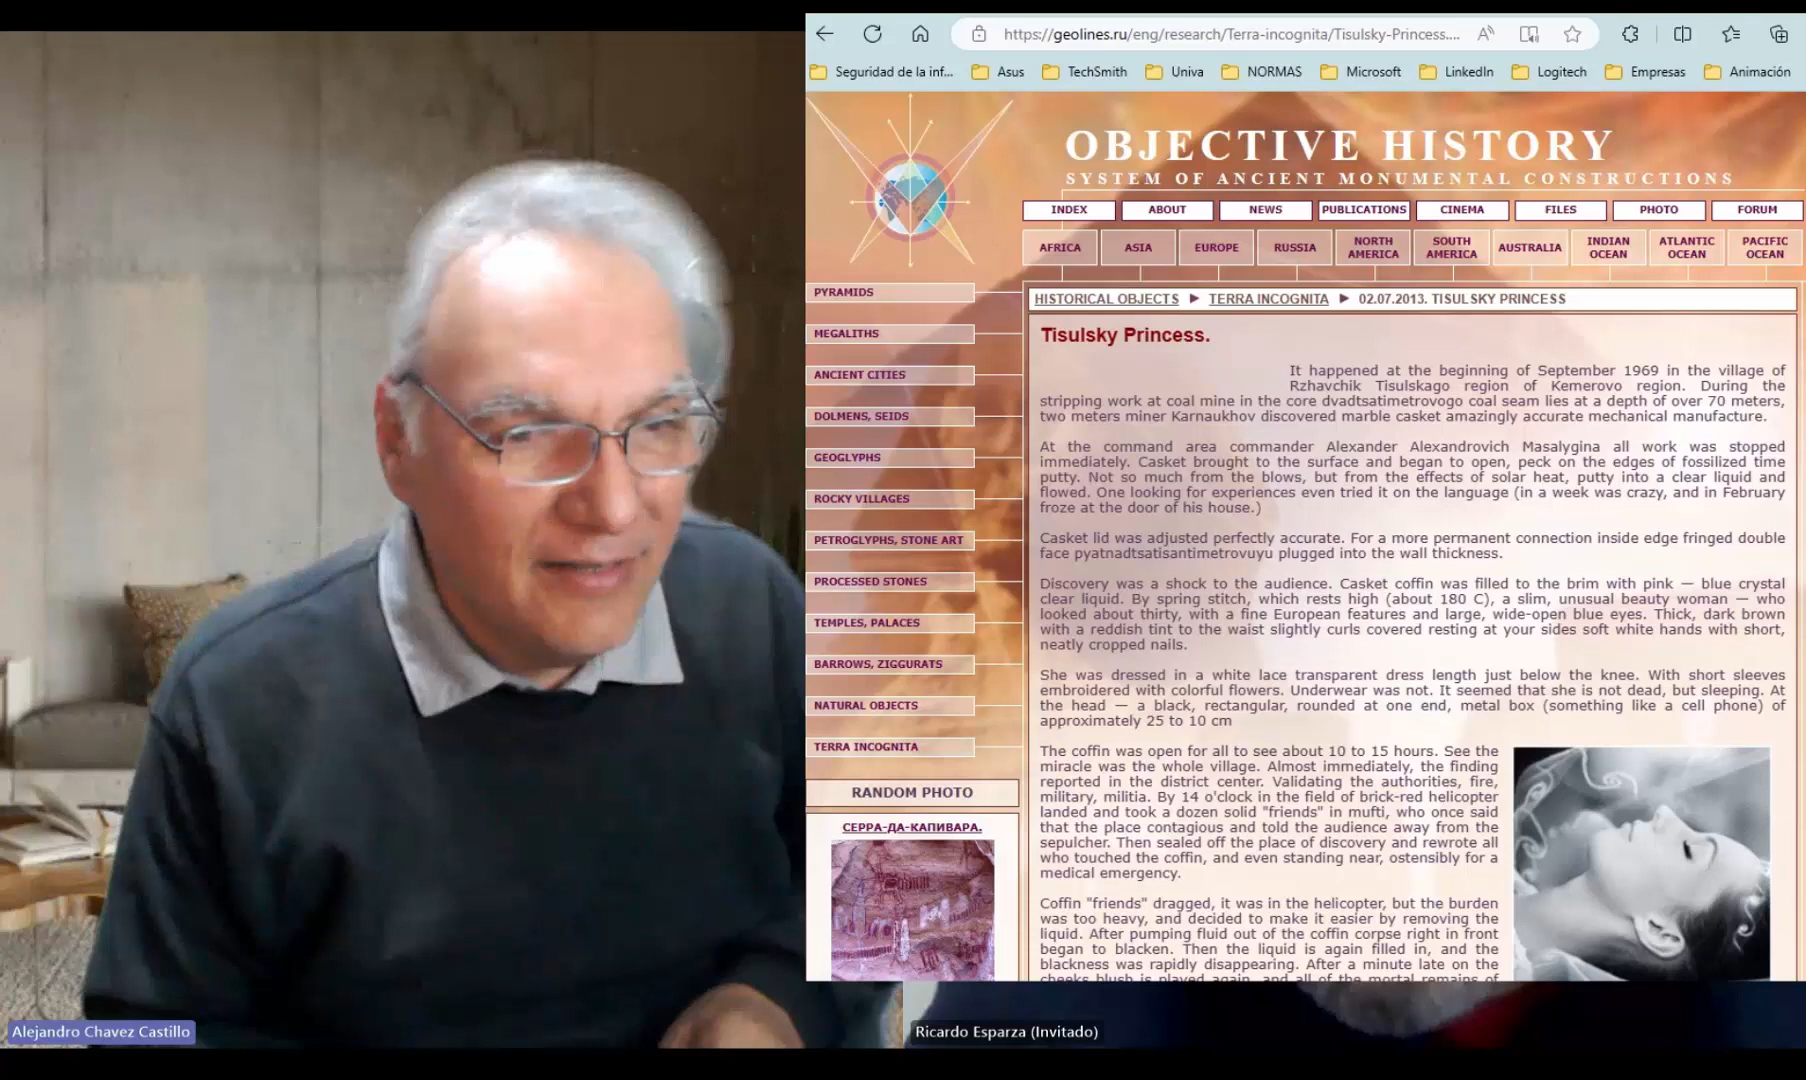 https://geolines.ru/eng/research/Terra-incognita/Tisulsky-Princess....
Seguridad de la inf...
Asus
TechSmith
Univa
NORMAS
Microsoft
LinkedIn
Logitech
Empresas
Animación
OBJECTIVE HISTORY
SYSTEM OF ANCIENT MONUMENTAL CONSTRUCTIONS
INDEX
ABOUT
NEWS
PUBLICATIONS
CINEMA
FILES
PHOTO
FORUM
AFRICA
ASIA
EUROPE
RUSSIA
NORTH
AMERICA
SOUTH
AMERICA
AUSTRALIA
INDIAN
OCEAN
ATLANTIC
OCEAN
PACIFIC
OCEAN
PYRAMIDS
MEGALITHS
ANCIENT CITIES
DOLMENS, SEIDS
GEOGLYPHS
ROCKY VILLAGES
PETROGLYPHS, STONE ART
PROCESSED STONES
TEMPLES, PALACES
BARROWS, ZIGGURATS
NATURAL OBJECTS
TERRA INCOGNITA
RANDOM PHOTO
СЕРРА-ДА-КАПИВАРА.
HISTORICAL OBJECTS ► TERRA INCOGNITA ► 02.07.2013. TISULSKY PRINCESS
Tisulsky Princess.
It happened at the beginning of September 1969 in the village of
Rzhavchik Tisulskago region of Kemerovo region. During the
stripping work at coal mine in the core dvadtsatimetrovogo coal seam lies at a depth of over 70 meters,
two meters miner Karnaukhov discovered marble casket amazingly accurate mechanical manufacture.
At the command area commander Alexander Alexandrovich Masalygina all work was stopped
immediately. Casket brought to the surface and began to open, peck on the edges of fossilized time
putty. Not so much from the blows, but from the effects of solar heat, putty into a clear liquid and
flowed. One looking for experiences even tried it on the language (in a week was crazy, and in February
froze at the door of his house.)
Casket lid was adjusted perfectly accurate. For a more permanent connection inside edge fringed double
face pyatnadtsatisantimetrovuyu plugged into the wall thickness.
Discovery was a shock to the audience. Casket coffin was filled to the brim with pink — blue crystal
clear liquid. By spring stitch, which rests high (about 180 C), a slim, unusual beauty woman — who
looked about thirty, with a fine European features and large, wide-open blue eyes. Thick, dark brown
with a reddish tint to the waist slightly curls covered resting at your sides soft white hands with short,
neatly cropped nails.
She was dressed in a white lace transparent dress length just below the knee. With short sleeves
embroidered with colorful flowers. Underwear was not. It seemed that she is not dead, but sleeping. At
the head — a black, rectangular, rounded at one end, metal box (something like a cell phone) of
approximately 25 to 10 cm
The coffin was open for all to see about 10 to 15 hours. See the
miracle was the whole village. Almost immediately, the finding
reported in the district center. Validating the authorities, fire,
military, militia. By 14 o'clock in the field of brick-red helicopter
landed and took a dozen solid "friends" in mufti, who once said
that the place contagious and told the audience away from the
sepulcher. Then sealed off the place of discovery and rewrote all
who touched the coffin, and even standing near, ostensibly for a
medical emergency.
Coffin "friends" dragged, it was in the helicopter, but the burden
was too heavy, and decided to make it easier by removing the
liquid. After pumping fluid out of the coffin corpse right in front
began to blacken. Then the liquid is again filled in, and the
blackness was rapidly disappearing. After a minute late on the
cheeks blush is played again, and all of the mortal remains of
Alejandro Chavez Castillo
Ricardo Esparza (Invitado)